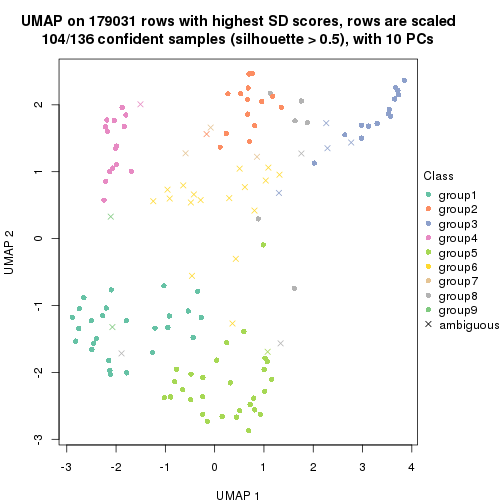 UMAP on 179031 rows with highest SD scores, rows are scaled
104/136 confident samples (silhouette > 0.5), with 10 PCs
UMAP 2
2
1
0
-1
-2
-3
-3
-2
-1
0
1
2
3
4
UMAP 1
Class
group1
group2
group3
group4
group5
group6
group7
group8
group9
ambiguous